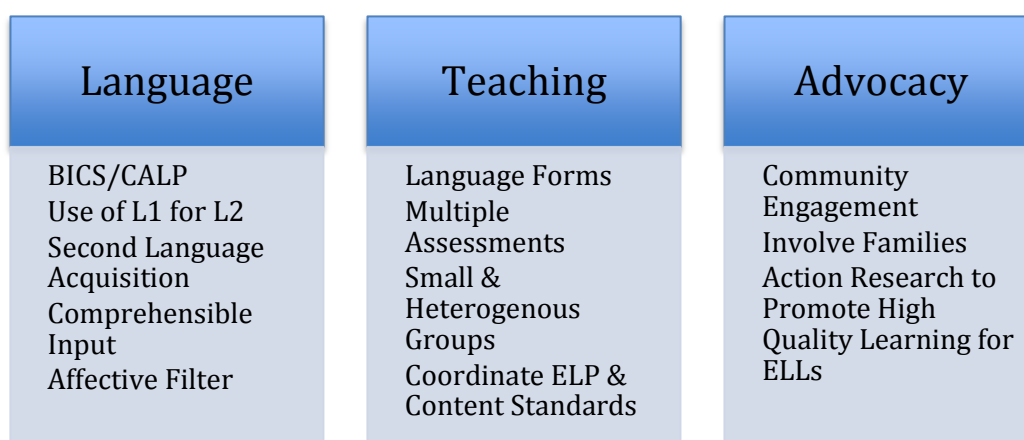 Language
BICS/CALP
Use of L1 for L2
Second Language
Acquisition
Comprehensible
Input
Affective Filter
Teaching
Language Forms
Multiple
Assessments
Small &
Heterogenous
Groups
Coordinate ELP &
Content Standards
Advocacy
Community
Engagement
Involve Families
Action Research to
Promote High
Quality Learning for
ELLs